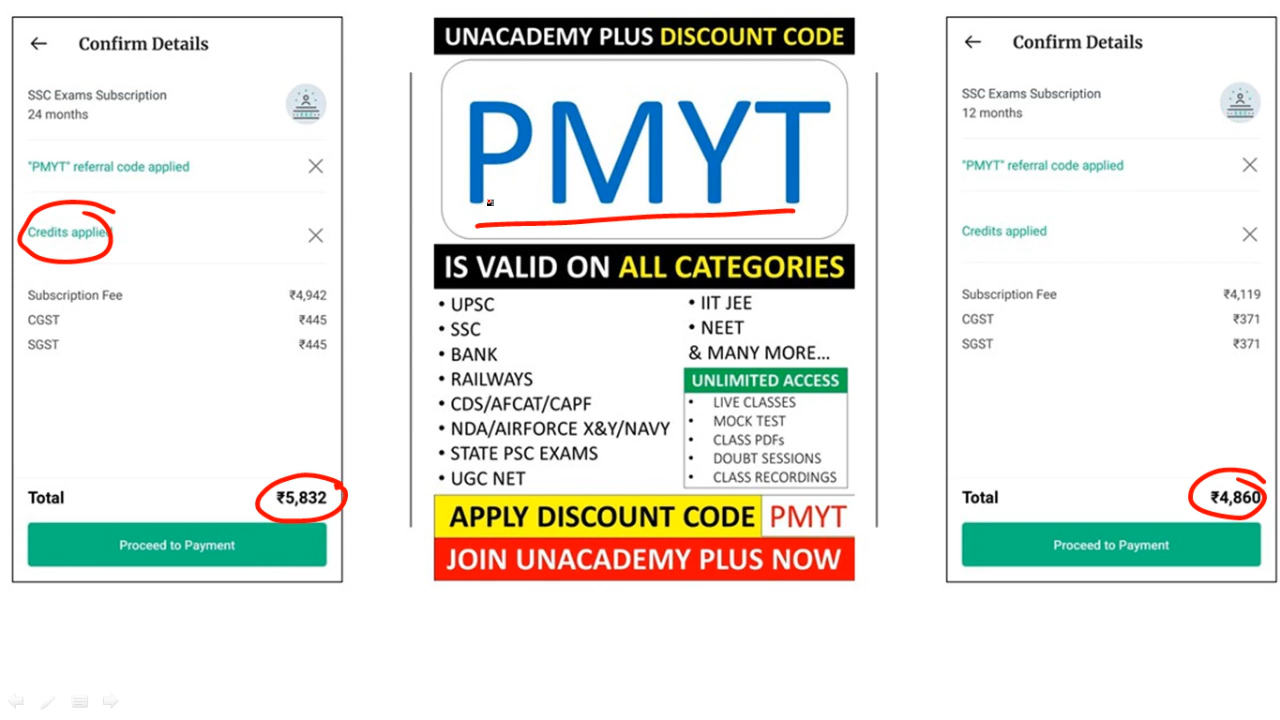 Confirm Details
SSC Exams Subscription
24 months
"PMYT" referral code applied
Credits applied
Subscription Fee ₹4,942
CGST ₹445
SGST ₹445
Total ₹5,832
Proceed to Payment
UNACADEMY PLUS DISCOUNT CODE
PMYT
IS VALID ON ALL CATEGORIES
• UPSC
• SSC
• BANK
• RAILWAYS
• CDS/AFCAT/CAPF
• NDA/AIRFORCE X&Y/NAVY
• STATE PSC EXAMS
• UGC NET
• IIT JEE
• NEET
& MANY MORE...
UNLIMITED ACCESS
• LIVE CLASSES
• MOCK TEST
• CLASS PDFs
• DOUBT SESSIONS
• CLASS RECORDINGS
APPLY DISCOUNT CODE PMYT
JOIN UNACADEMY PLUS NOW
Confirm Details
SSC Exams Subscription
12 months
"PMYT" referral code applied
Credits applied
Subscription Fee ₹4,119
CGST ₹371
SGST ₹371
Total ₹4,860
Proceed to Payment